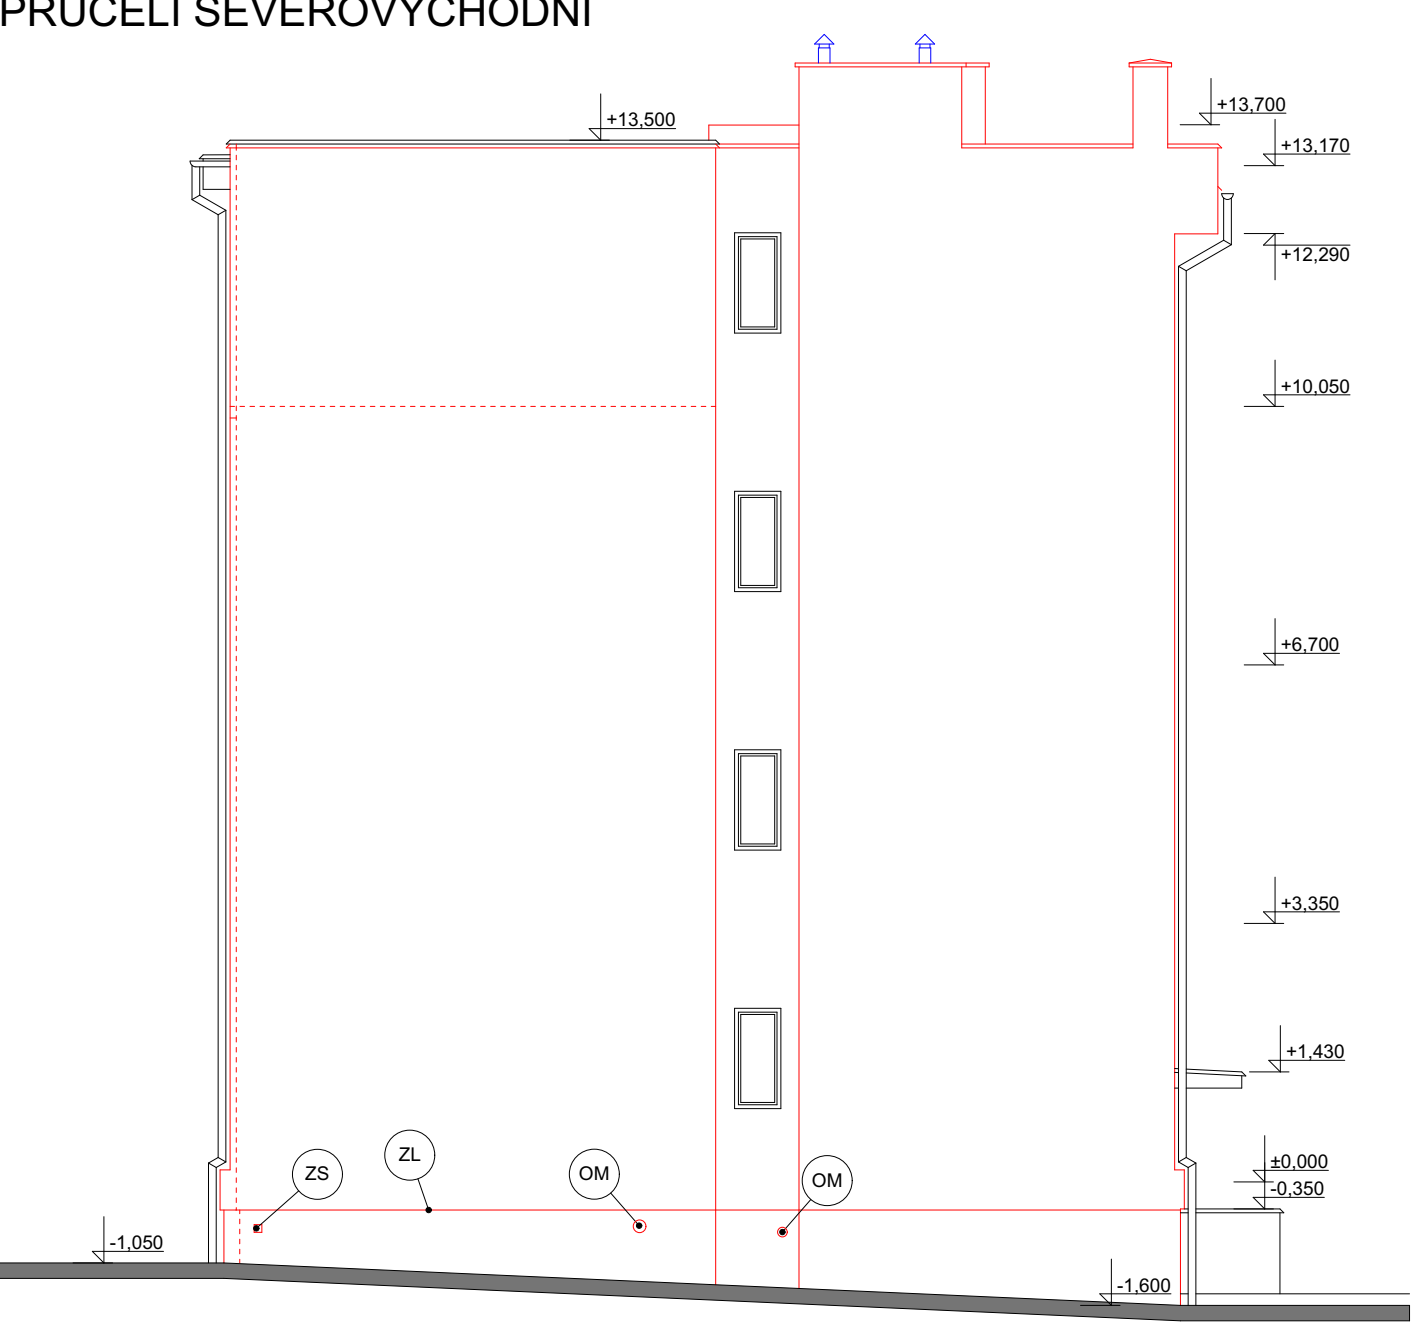 PRŮČELÍ SEVEROVÝCHODNÍ
+13,500
+13,700
+13,170
+12,290
+10,050
+6,700
+3,350
+1,430
ZL
ZS
OM
OM
±0,000
-0,350
-1,050
-1,600